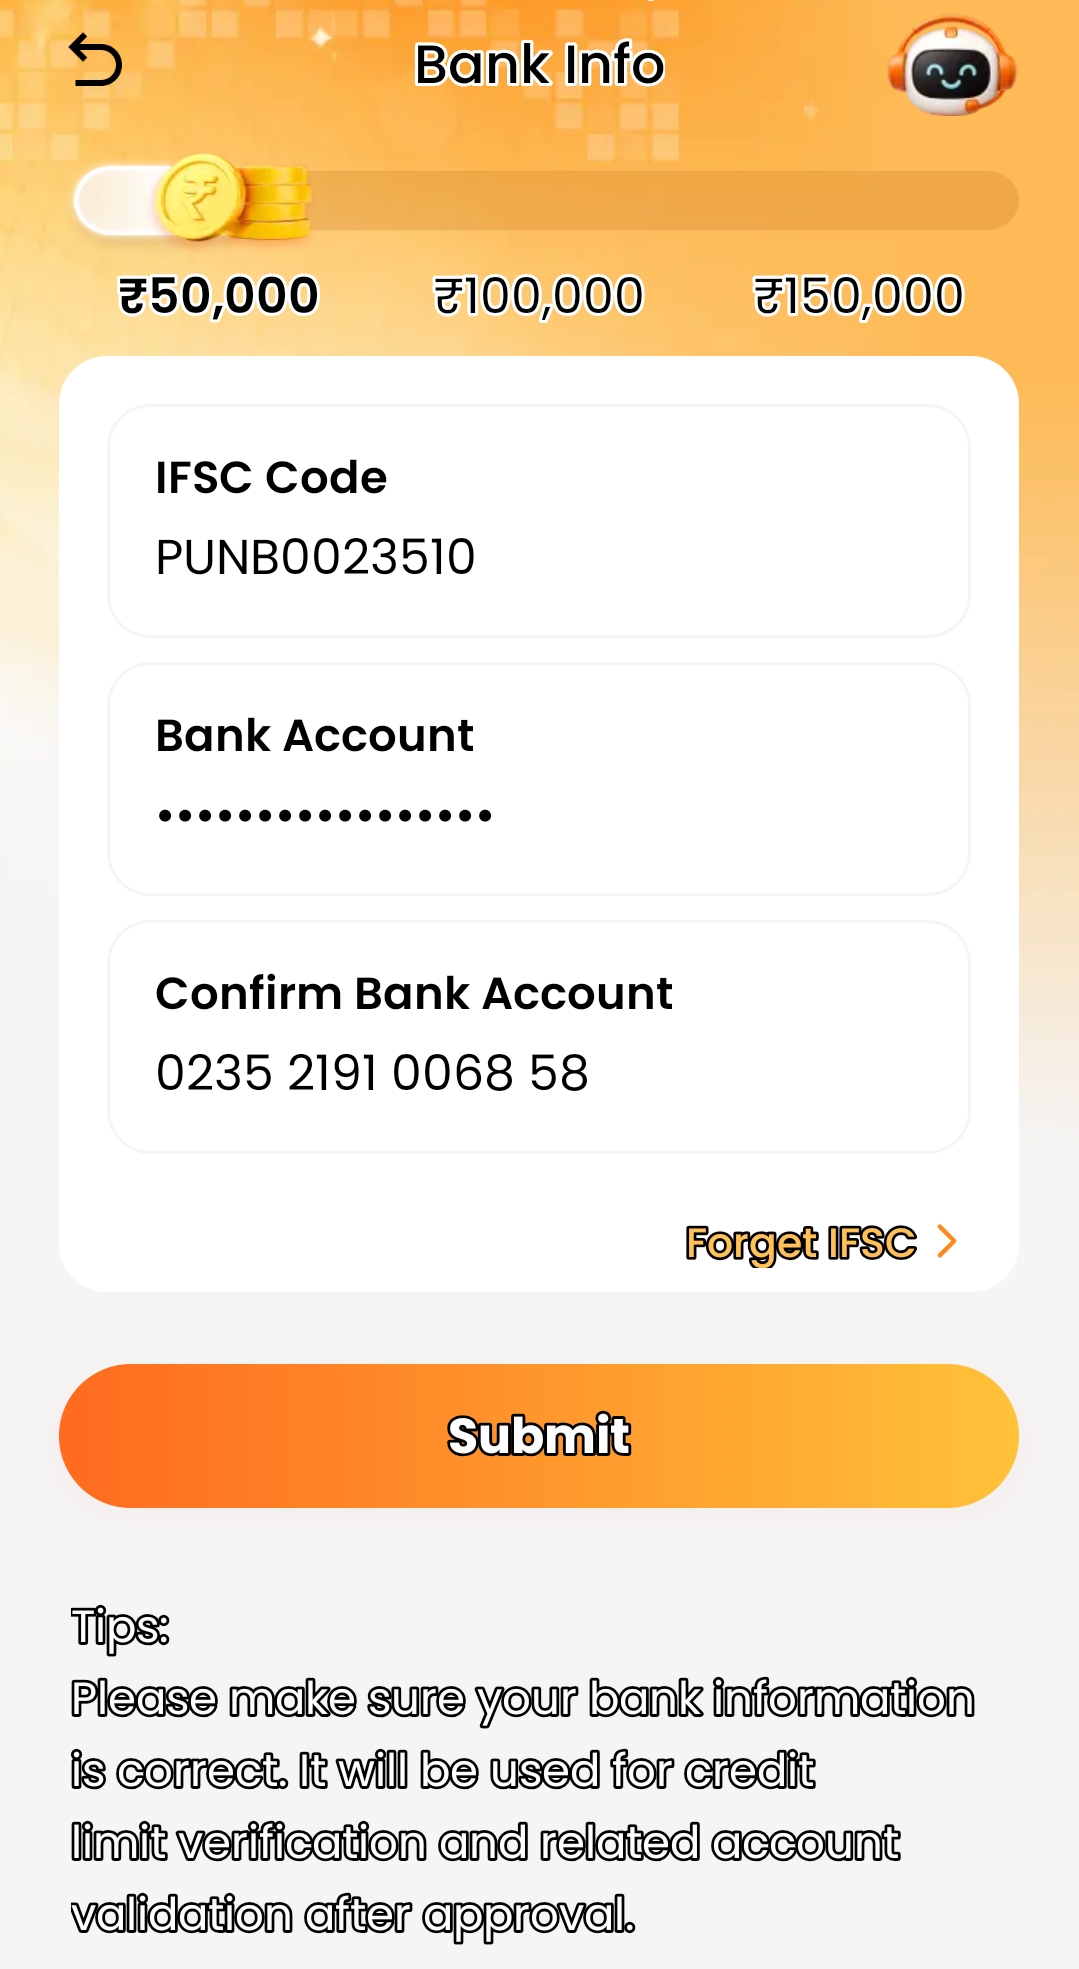 Bank Info
₹50,000
₹100,000
₹150,000
IFSC Code
PUNB0023510
Bank Account
•••••••••••••••••
Confirm Bank Account
0235 2191 0068 58
Forget IFSC
Submit
Tips:
Please make sure your bank information
is correct. It will be used for credit
limit verification and related account
validation after approval.